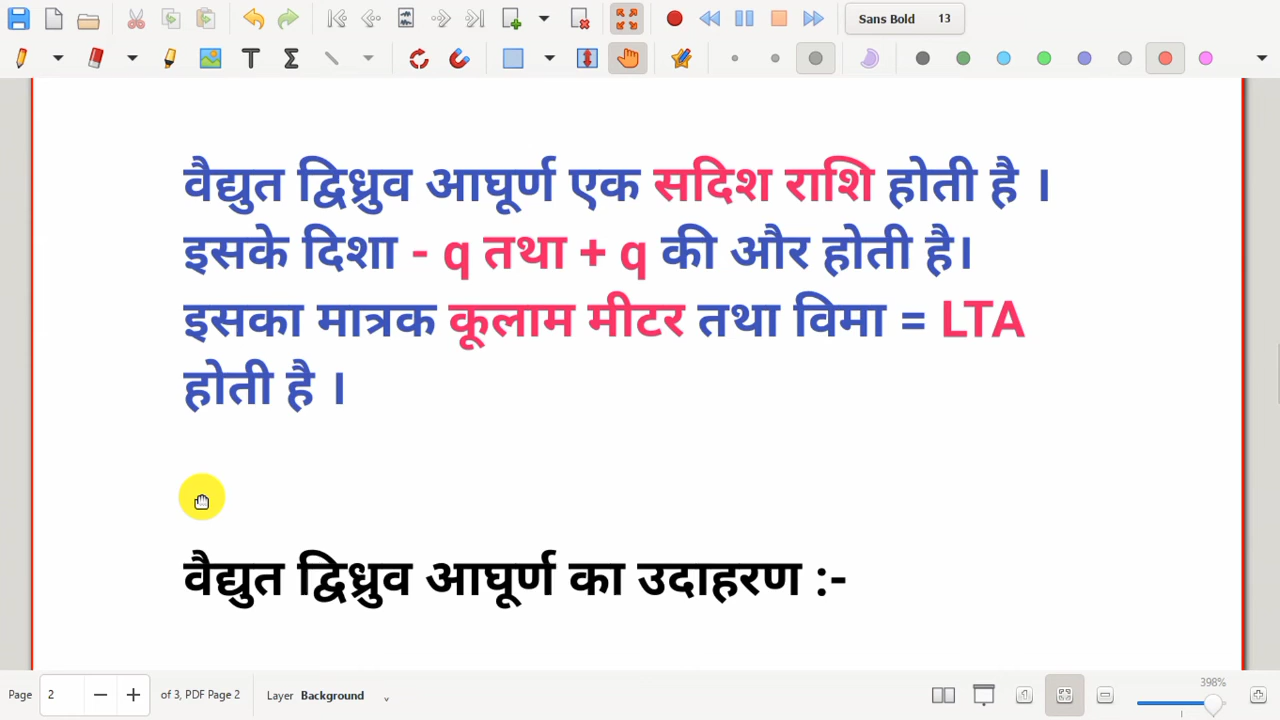 Sans Bold 13
वैद्युत द्विध्रुव आघूर्ण एक सदिश राशि होती है ।
इसके दिशा - q तथा + q की और होती है।
इसका मात्रक कूलाम मीटर तथा विमा = LTA
होती है ।
वैद्युत द्विध्रुव आघूर्ण का उदाहरण :-
Page 2 of 3, PDF Page 2 Layer Background 398%